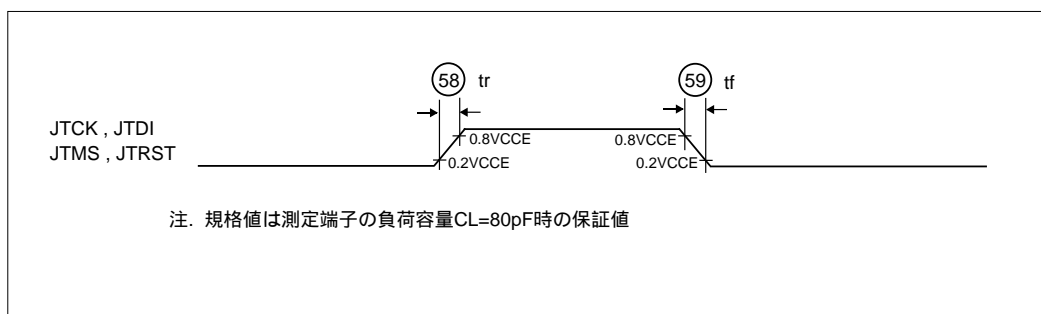 58 tr
59 tf
JTCK , JTDI
JTMS , JTRST
0.8VCCE
0.2VCCE
0.8VCCE
0.2VCCE
注. 規格値は測定端子の負荷容量CL=80pF時の保証値